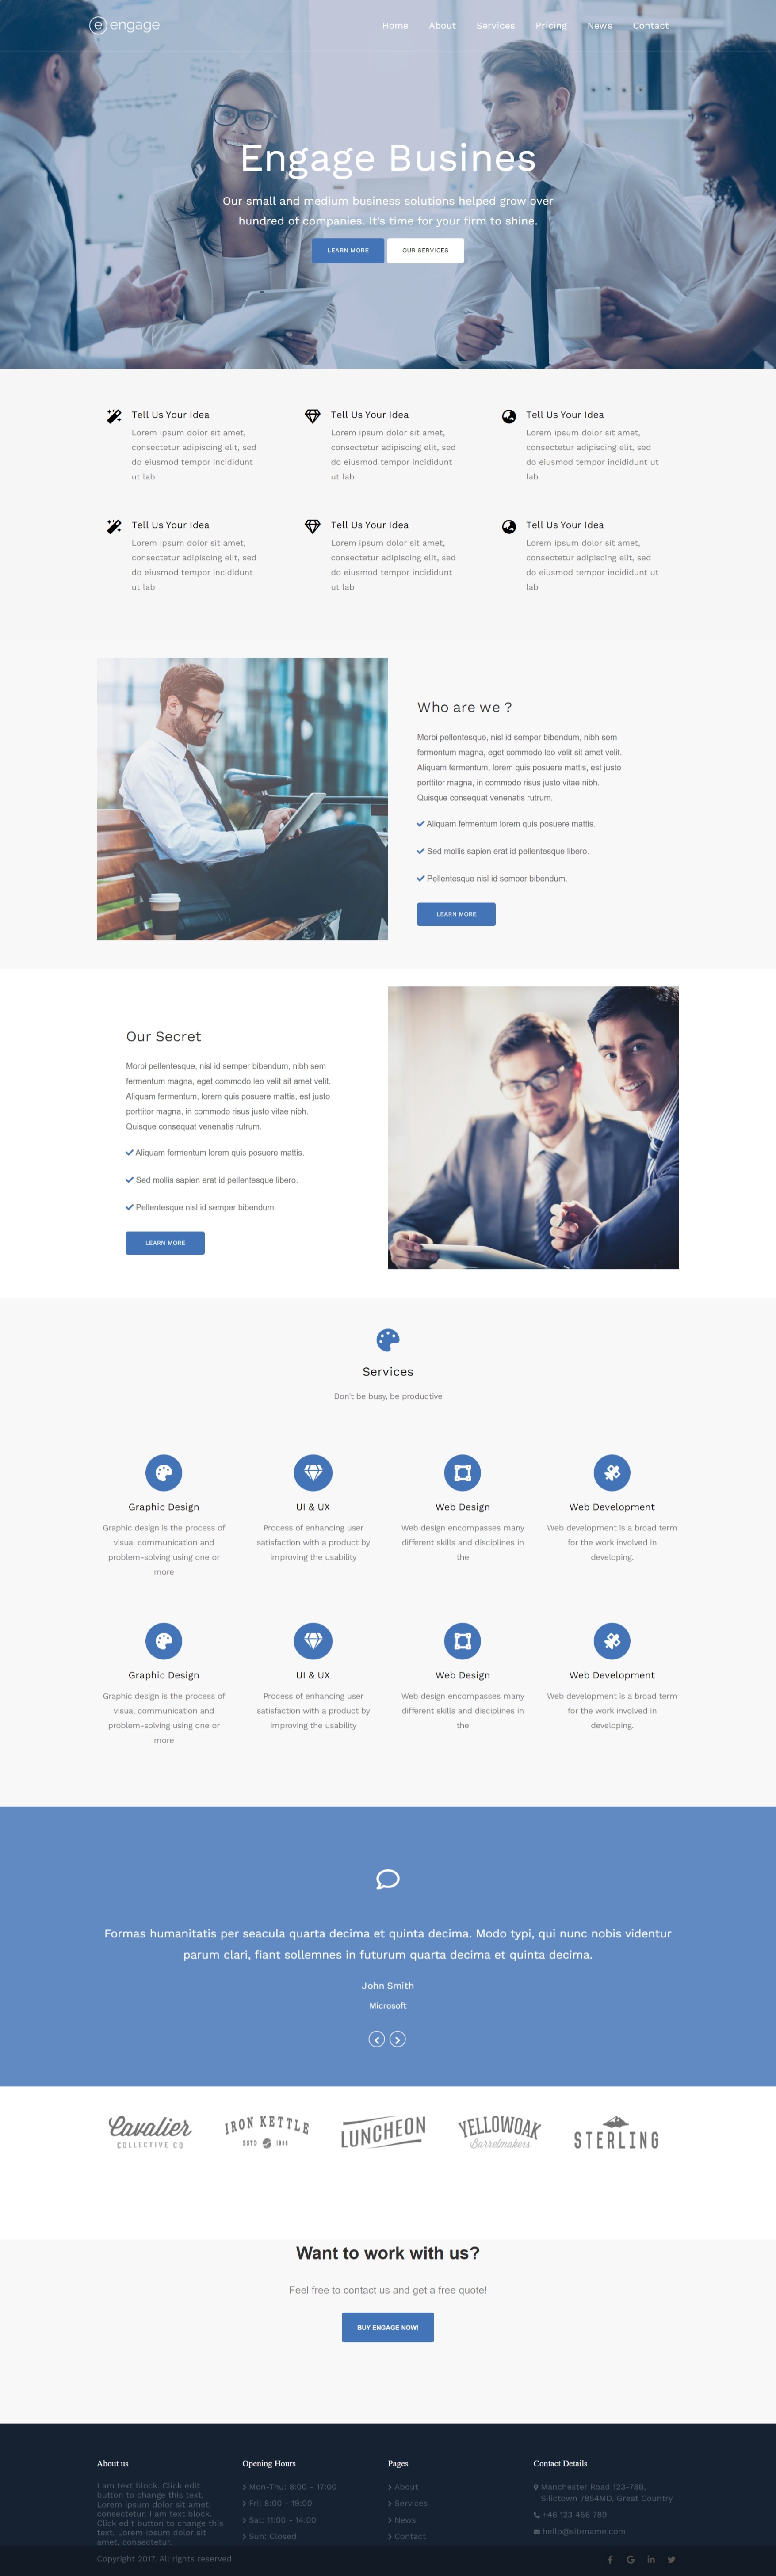 e engage
Home About Services Pricing News Contact
Engage Busines
Our small and medium business solutions helped grow over
hundred of companies. It's time for your firm to shine.
LEARN MORE OUR SERVICES
Tell Us Your Idea
Lorem ipsum dolor sit amet,
consectetur adipiscing elit, sed
do eiusmod tempor incididunt
ut lab
Tell Us Your Idea
Lorem ipsum dolor sit amet,
consectetur adipiscing elit, sed
do eiusmod tempor incididunt
ut lab
Tell Us Your Idea
Lorem ipsum dolor sit amet,
consectetur adipiscing elit, sed
do eiusmod tempor incididunt ut
lab
Tell Us Your Idea
Lorem ipsum dolor sit amet,
consectetur adipiscing elit, sed
do eiusmod tempor incididunt
ut lab
Tell Us Your Idea
Lorem ipsum dolor sit amet,
consectetur adipiscing elit, sed
do eiusmod tempor incididunt
ut lab
Tell Us Your Idea
Lorem ipsum dolor sit amet,
consectetur adipiscing elit, sed
do eiusmod tempor incididunt ut
lab
Who are we ?
Morbi pellentesque, nisl id semper bibendum, nibh sem
fermentum magna, eget commodo leo velit sit amet velit.
Aliquam fermentum, lorem quis posuere mattis, est justo
porttitor magna, in commodo risus justo vitae nibh.
Quisque consequat venenatis rutrum.
Aliquam fermentum lorem quis posuere mattis.
Sed mollis sapien erat id pellentesque libero.
Pellentesque nisl id semper bibendum.
LEARN MORE
Our Secret
Morbi pellentesque, nisl id semper bibendum, nibh sem
fermentum magna, eget commodo leo velit sit amet velit.
Aliquam fermentum, lorem quis posuere mattis, est justo
porttitor magna, in commodo risus justo vitae nibh.
Quisque consequat venenatis rutrum.
Aliquam fermentum lorem quis posuere mattis.
Sed mollis sapien erat id pellentesque libero.
Pellentesque nisl id semper bibendum.
LEARN MORE
Services
Don't be busy, be productive
Graphic Design
Graphic design is the process of
visual communication and
problem-solving using one or
more
UI & UX
Process of enhancing user
satisfaction with a product by
improving the usability
Web Design
Web design encompasses many
different skills and disciplines in
the
Web Development
Web development is a broad term
for the work involved in
developing.
Graphic Design
Graphic design is the process of
visual communication and
problem-solving using one or
more
UI & UX
Process of enhancing user
satisfaction with a product by
improving the usability
Web Design
Web design encompasses many
different skills and disciplines in
the
Web Development
Web development is a broad term
for the work involved in
developing.
Formas humanitatis per seacula quarta decima et quinta decima. Modo typi, qui nunc nobis videntur
parum clari, fiant sollemnes in futurum quarta decima et quinta decima.
John Smith
Microsoft
Cavalier
COLLECTIVE CO
IRON KETTLE
ESTD 1898
LUNCHEON
YELLOWOAK
Barrelmakers
STERLING
Want to work with us?
Feel free to contact us and get a free quote!
BUY ENGAGE NOW!
About us
I am text block. Click edit
button to change this text.
Lorem ipsum dolor sit amet,
consectetur. I am text block.
Click edit button to change this
text. Lorem ipsum dolor sit
amet, consectetur.
Opening Hours
Mon-Thu: 8:00 - 17:00
Fri: 8:00 - 19:00
Sat: 11:00 - 14:00
Sun: Closed
Pages
About
Services
News
Contact
Contact Details
Manchester Road 123-78B,
Silictown 7854MD, Great Country
+46 123 456 789
hello@sitename.com
Copyright 2017. All rights reserved.